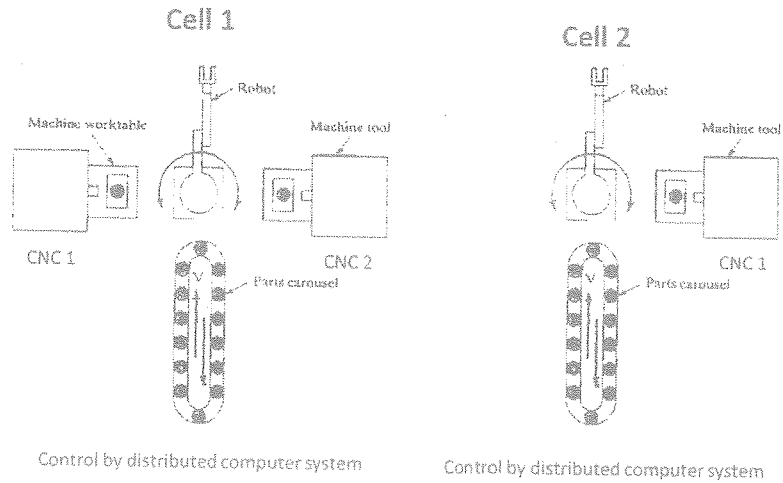 Cell 1
Robot
Machine worktable
Machine tool
CNC 1
CNC 2
Parts carousel
Control by distributed computer system
Cell 2
Robot
Machine tool
CNC 1
Parts carousel
Control by distributed computer system